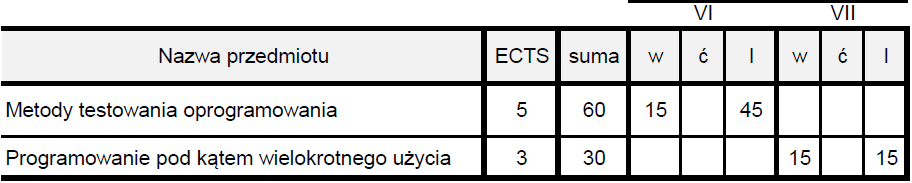 VI VII
Nazwa przedmiotu ECTS suma w ć l w ć l
Metody testowania oprogramowania 5 60 15 45
Programowanie pod kątem wielokrotnego użycia 3 30 15 15